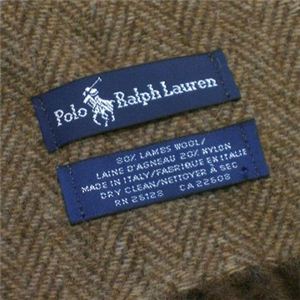 Polo Ralph Lauren
80% LAMBS WOOL/
LAINE D'AGNEAU 20% NYLON
MADE IN ITALY/FABRIQUE EN ITALIE
DRY CLEAN/NETTOYER À SEC
RN 25128 CA 22508